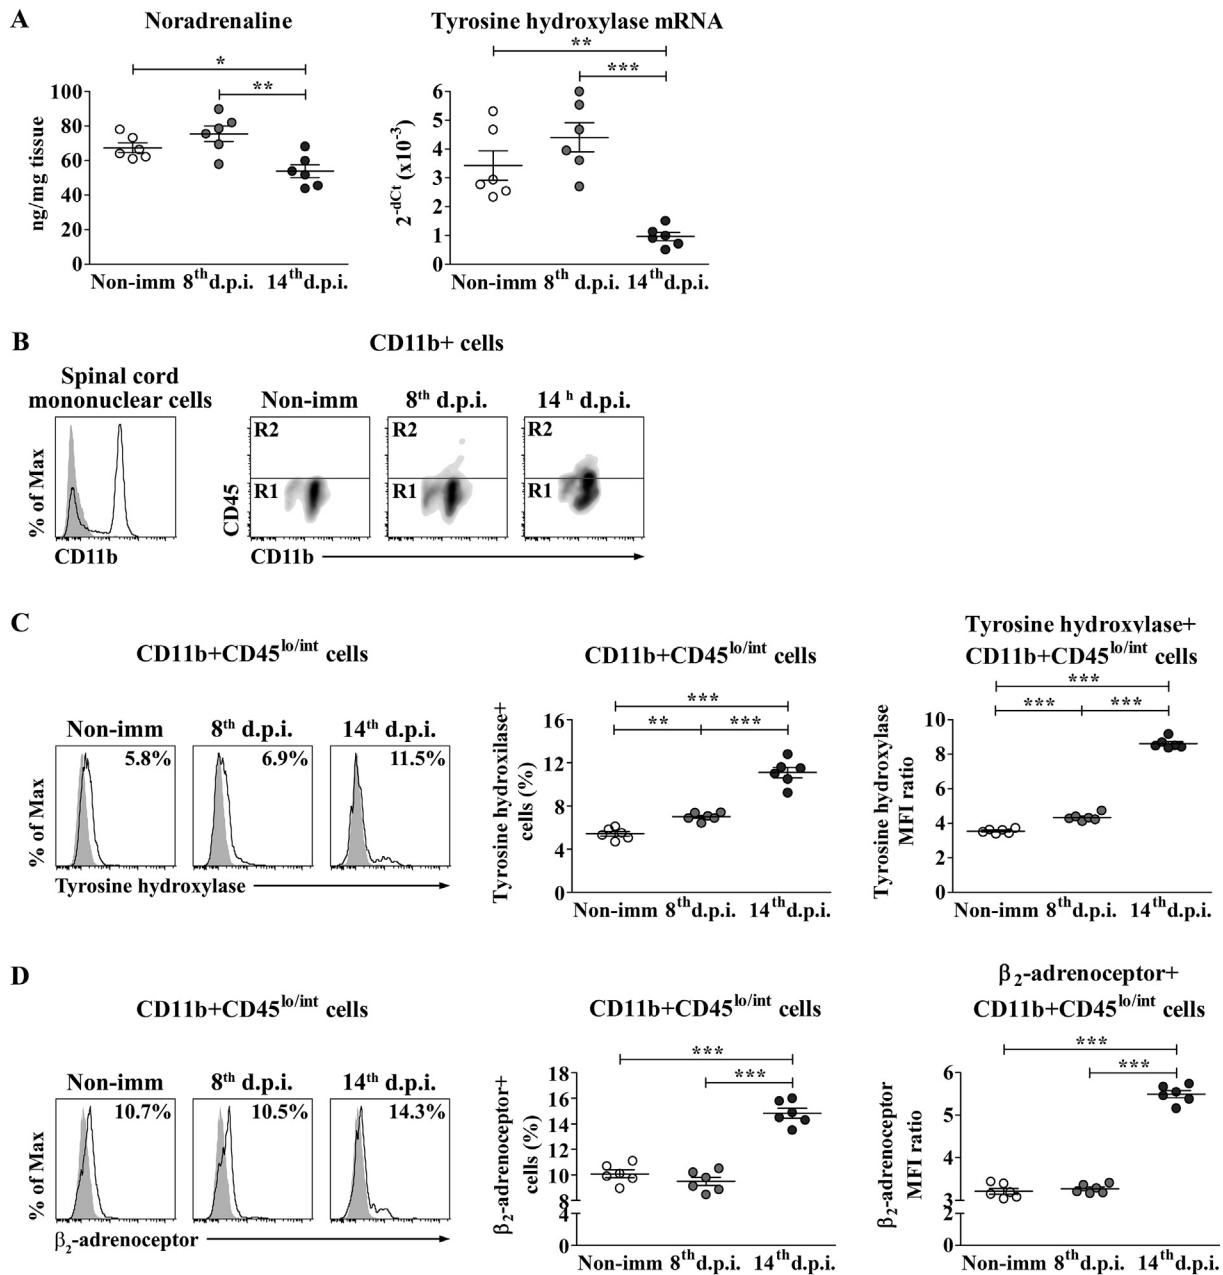 A
Noradrenaline
Tyrosine hydroxylase mRNA
*
**
**
***
ng/mg tissue
100
80
60
40
20
0
Non-imm 8th d.p.i. 14th d.p.i.
2-dCt (x10-3)
6
5
4
3
2
1
0
Non-imm 8th d.p.i. 14th d.p.i.
B
CD11b+ cells
Spinal cord
mononuclear cells
% of Max
CD11b
Non-imm 8th d.p.i. 14 h d.p.i.
R2 R2 R2
R1 R1 R1
CD45
CD11b
C
CD11b+CD45lo/int cells
Non-imm 8th d.p.i. 14th d.p.i.
5.8% 6.9% 11.5%
% of Max
Tyrosine hydroxylase
CD11b+CD45lo/int cells
***
** ***
Tyrosine hydroxilase+
cells (%)
16
12
8
4
0
Non-imm 8th d.p.i. 14th d.p.i.
Tyrosine hydroxylase+
CD11b+CD45lo/int cells
***
*** ***
Tyrosine hydroxylase
MFI ratio
10
8
6
4
2
0
Non-imm 8th d.p.i. 14th d.p.i.
D
CD11b+CD45lo/int cells
Non-imm 8th d.p.i. 14th d.p.i.
10.7% 10.5% 14.3%
% of Max
β2-adrenoceptor
CD11b+CD45lo/int cells
***
***
β2-adrenoceptor+
cells (%)
18
16
14
12
10
8
4
0
Non-imm 8th d.p.i. 14th d.p.i.
β2-adrenoceptor+
CD11b+CD45lo/int cells
***
***
β2-adrenoceptor
MFI ratio
6
5
4
3
2
0
Non-imm 8th d.p.i. 14th d.p.i.